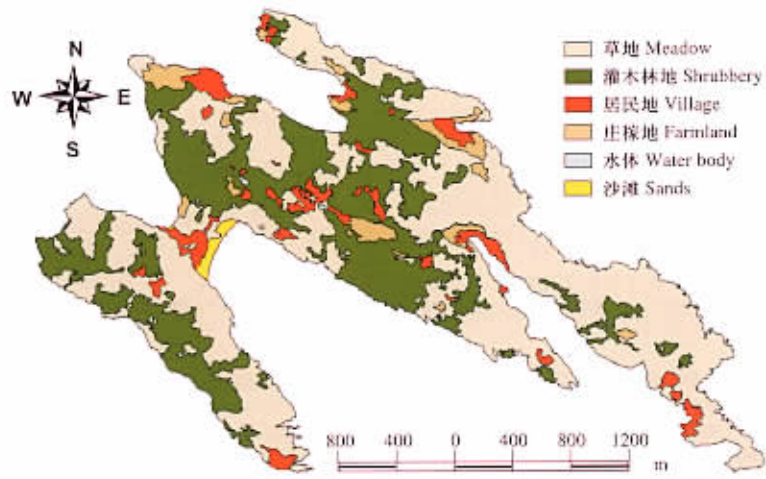 N
W E
S
草地 Meadow
灌木林地 Shrubbery
居民地 Village
庄稼地 Farmland
水体 Water body
沙滩 Sands
800 400 0 400 800 1200
m